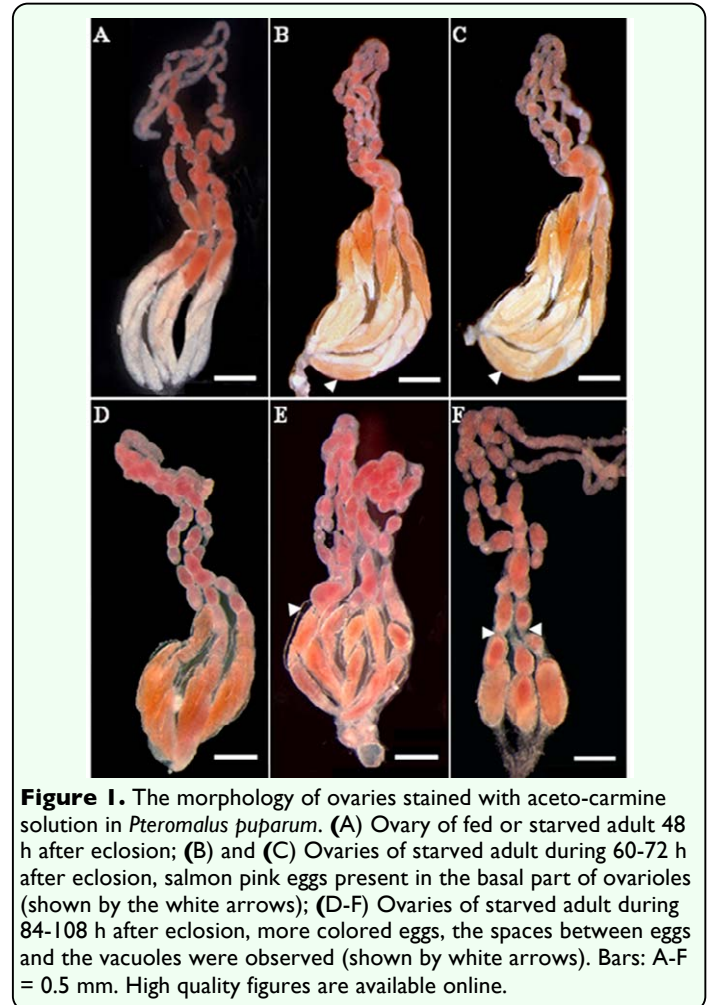 A B C
D E F
Figure 1. The morphology of ovaries stained with aceto-carmine
solution in Pteromalus puparum. (A) Ovary of fed or starved adult 48
h after eclosion; (B) and (C) Ovaries of starved adult during 60-72 h
after eclosion, salmon pink eggs present in the basal part of ovarioles
(shown by the white arrows); (D-F) Ovaries of starved adult during
84-108 h after eclosion, more colored eggs, the spaces between eggs
and the vacuoles were observed (shown by white arrows). Bars: A-F
= 0.5 mm. High quality figures are available online.